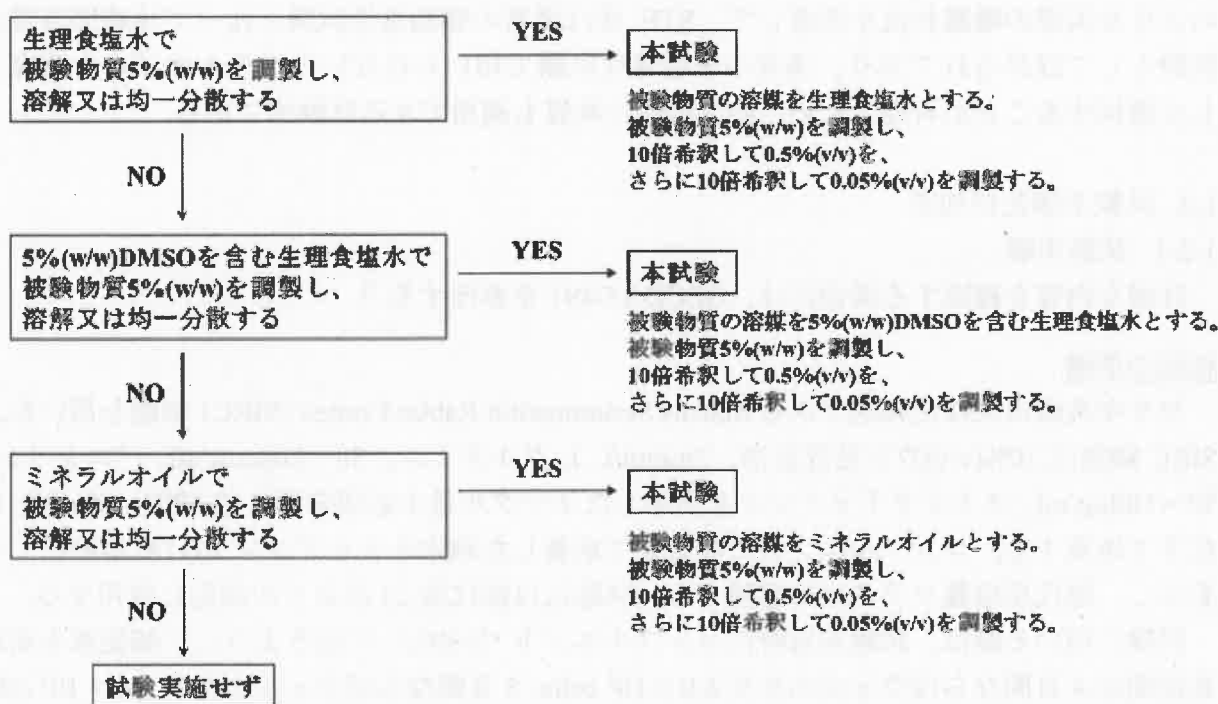 生理食塩水で
被験物質5%(w/w)を調製し、
溶解又は均一分散する
YES
本試験
被験物質の溶媒を生理食塩水とする。
被験物質5%(w/w)を調製し、
10倍希釈して0.5%(v/v)を、
さらに10倍希釈して0.05%(v/v)を調製する。
NO
5%(w/w)DMSOを含む生理食塩水で
被験物質5%(w/w)を調製し、
溶解又は均一分散する
YES
本試験
被験物質の溶媒を5%(w/w)DMSOを含む生理食塩水とする。
被験物質5%(w/w)を調製し、
10倍希釈して0.5%(v/v)を、
さらに10倍希釈して0.05%(v/v)を調製する。
NO
ミネラルオイルで
被験物質5%(w/w)を調製し、
溶解又は均一分散する
YES
本試験
被験物質の溶媒をミネラルオイルとする。
被験物質5%(w/w)を調製し、
10倍希釈して0.5%(v/v)を、
さらに10倍希釈して0.05%(v/v)を調製する。
NO
試験実施せず